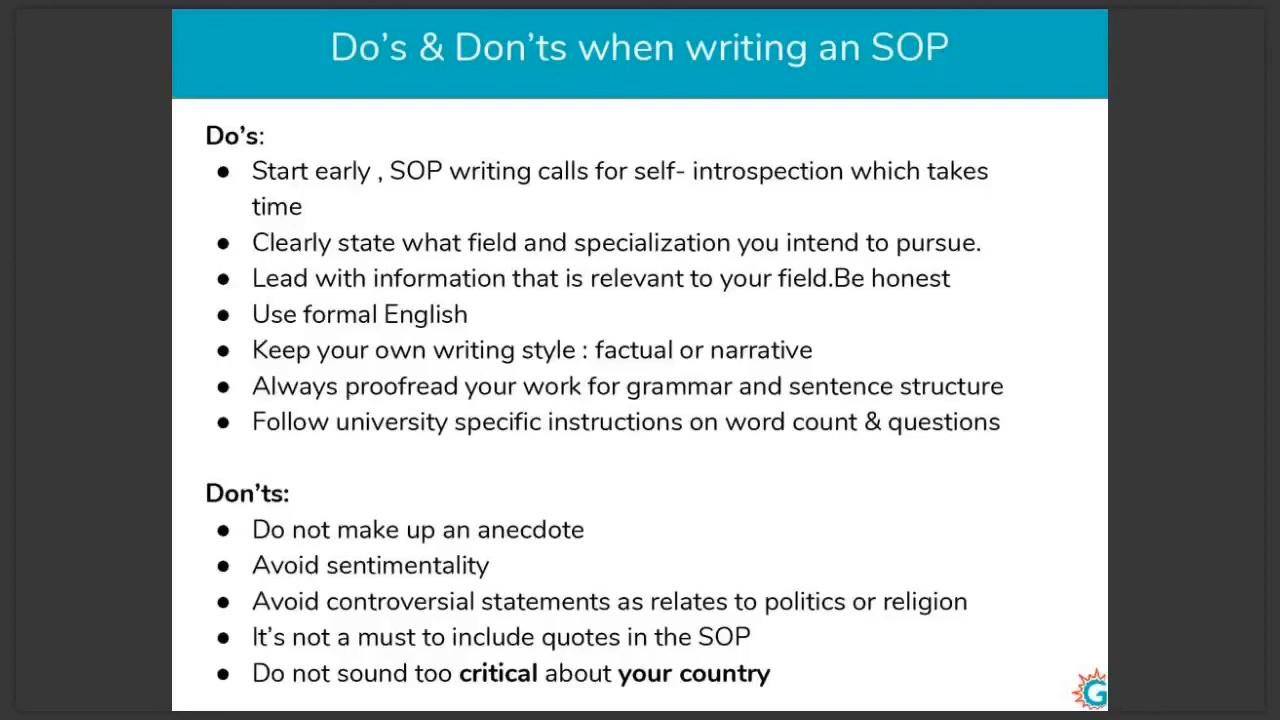 Do's & Don'ts when writing an SOP
Do's:
● Start early , SOP writing calls for self- introspection which takes
time
● Clearly state what field and specialization you intend to pursue.
● Lead with information that is relevant to your field.Be honest
● Use formal English
● Keep your own writing style : factual or narrative
● Always proofread your work for grammar and sentence structure
● Follow university specific instructions on word count & questions
Don'ts:
● Do not make up an anecdote
● Avoid sentimentality
● Avoid controversial statements as relates to politics or religion
● It's not a must to include quotes in the SOP
● Do not sound too critical about your country
G